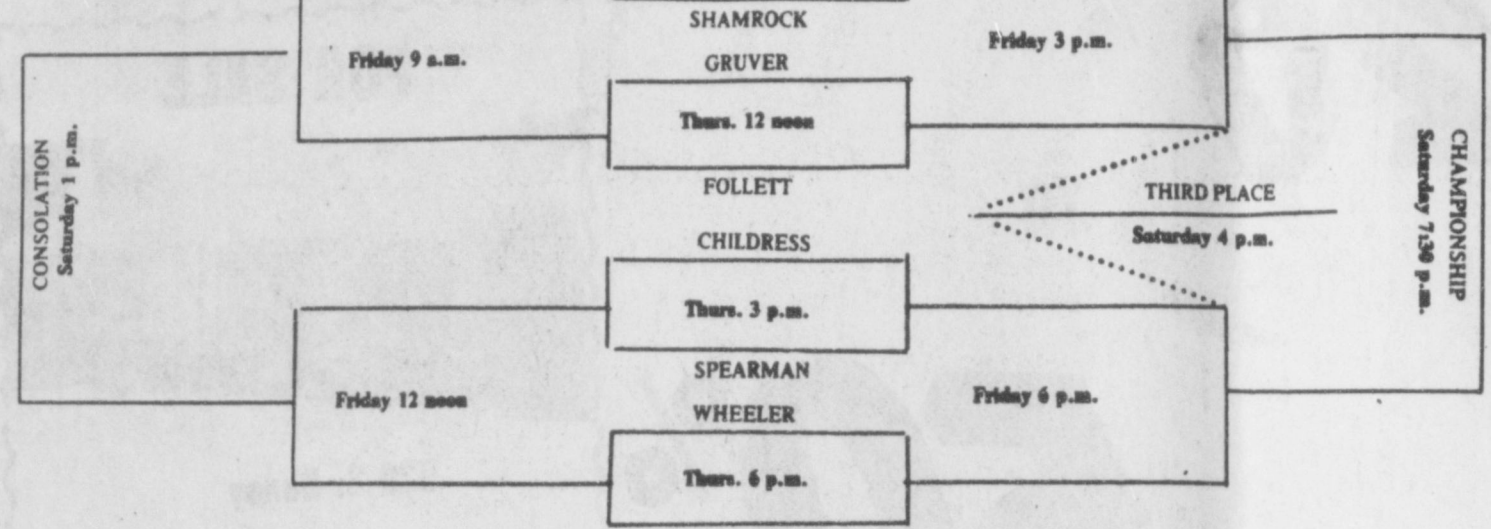 SHAMROCK
Friday 9 a.m.
Friday 3 p.m.
GRUVER
Thurs. 12 noon
FOLLETT
CONSOLATION
Saturday 1 p.m.
THIRD PLACE
Saturday 4 p.m.
CHAMPIONSHIP
Saturday 7:30 p.m.
CHILDRESS
Thurs. 3 p.m.
SPEARMAN
Friday 12 noon
Friday 6 p.m.
WHEELER
Thurs. 6 p.m.